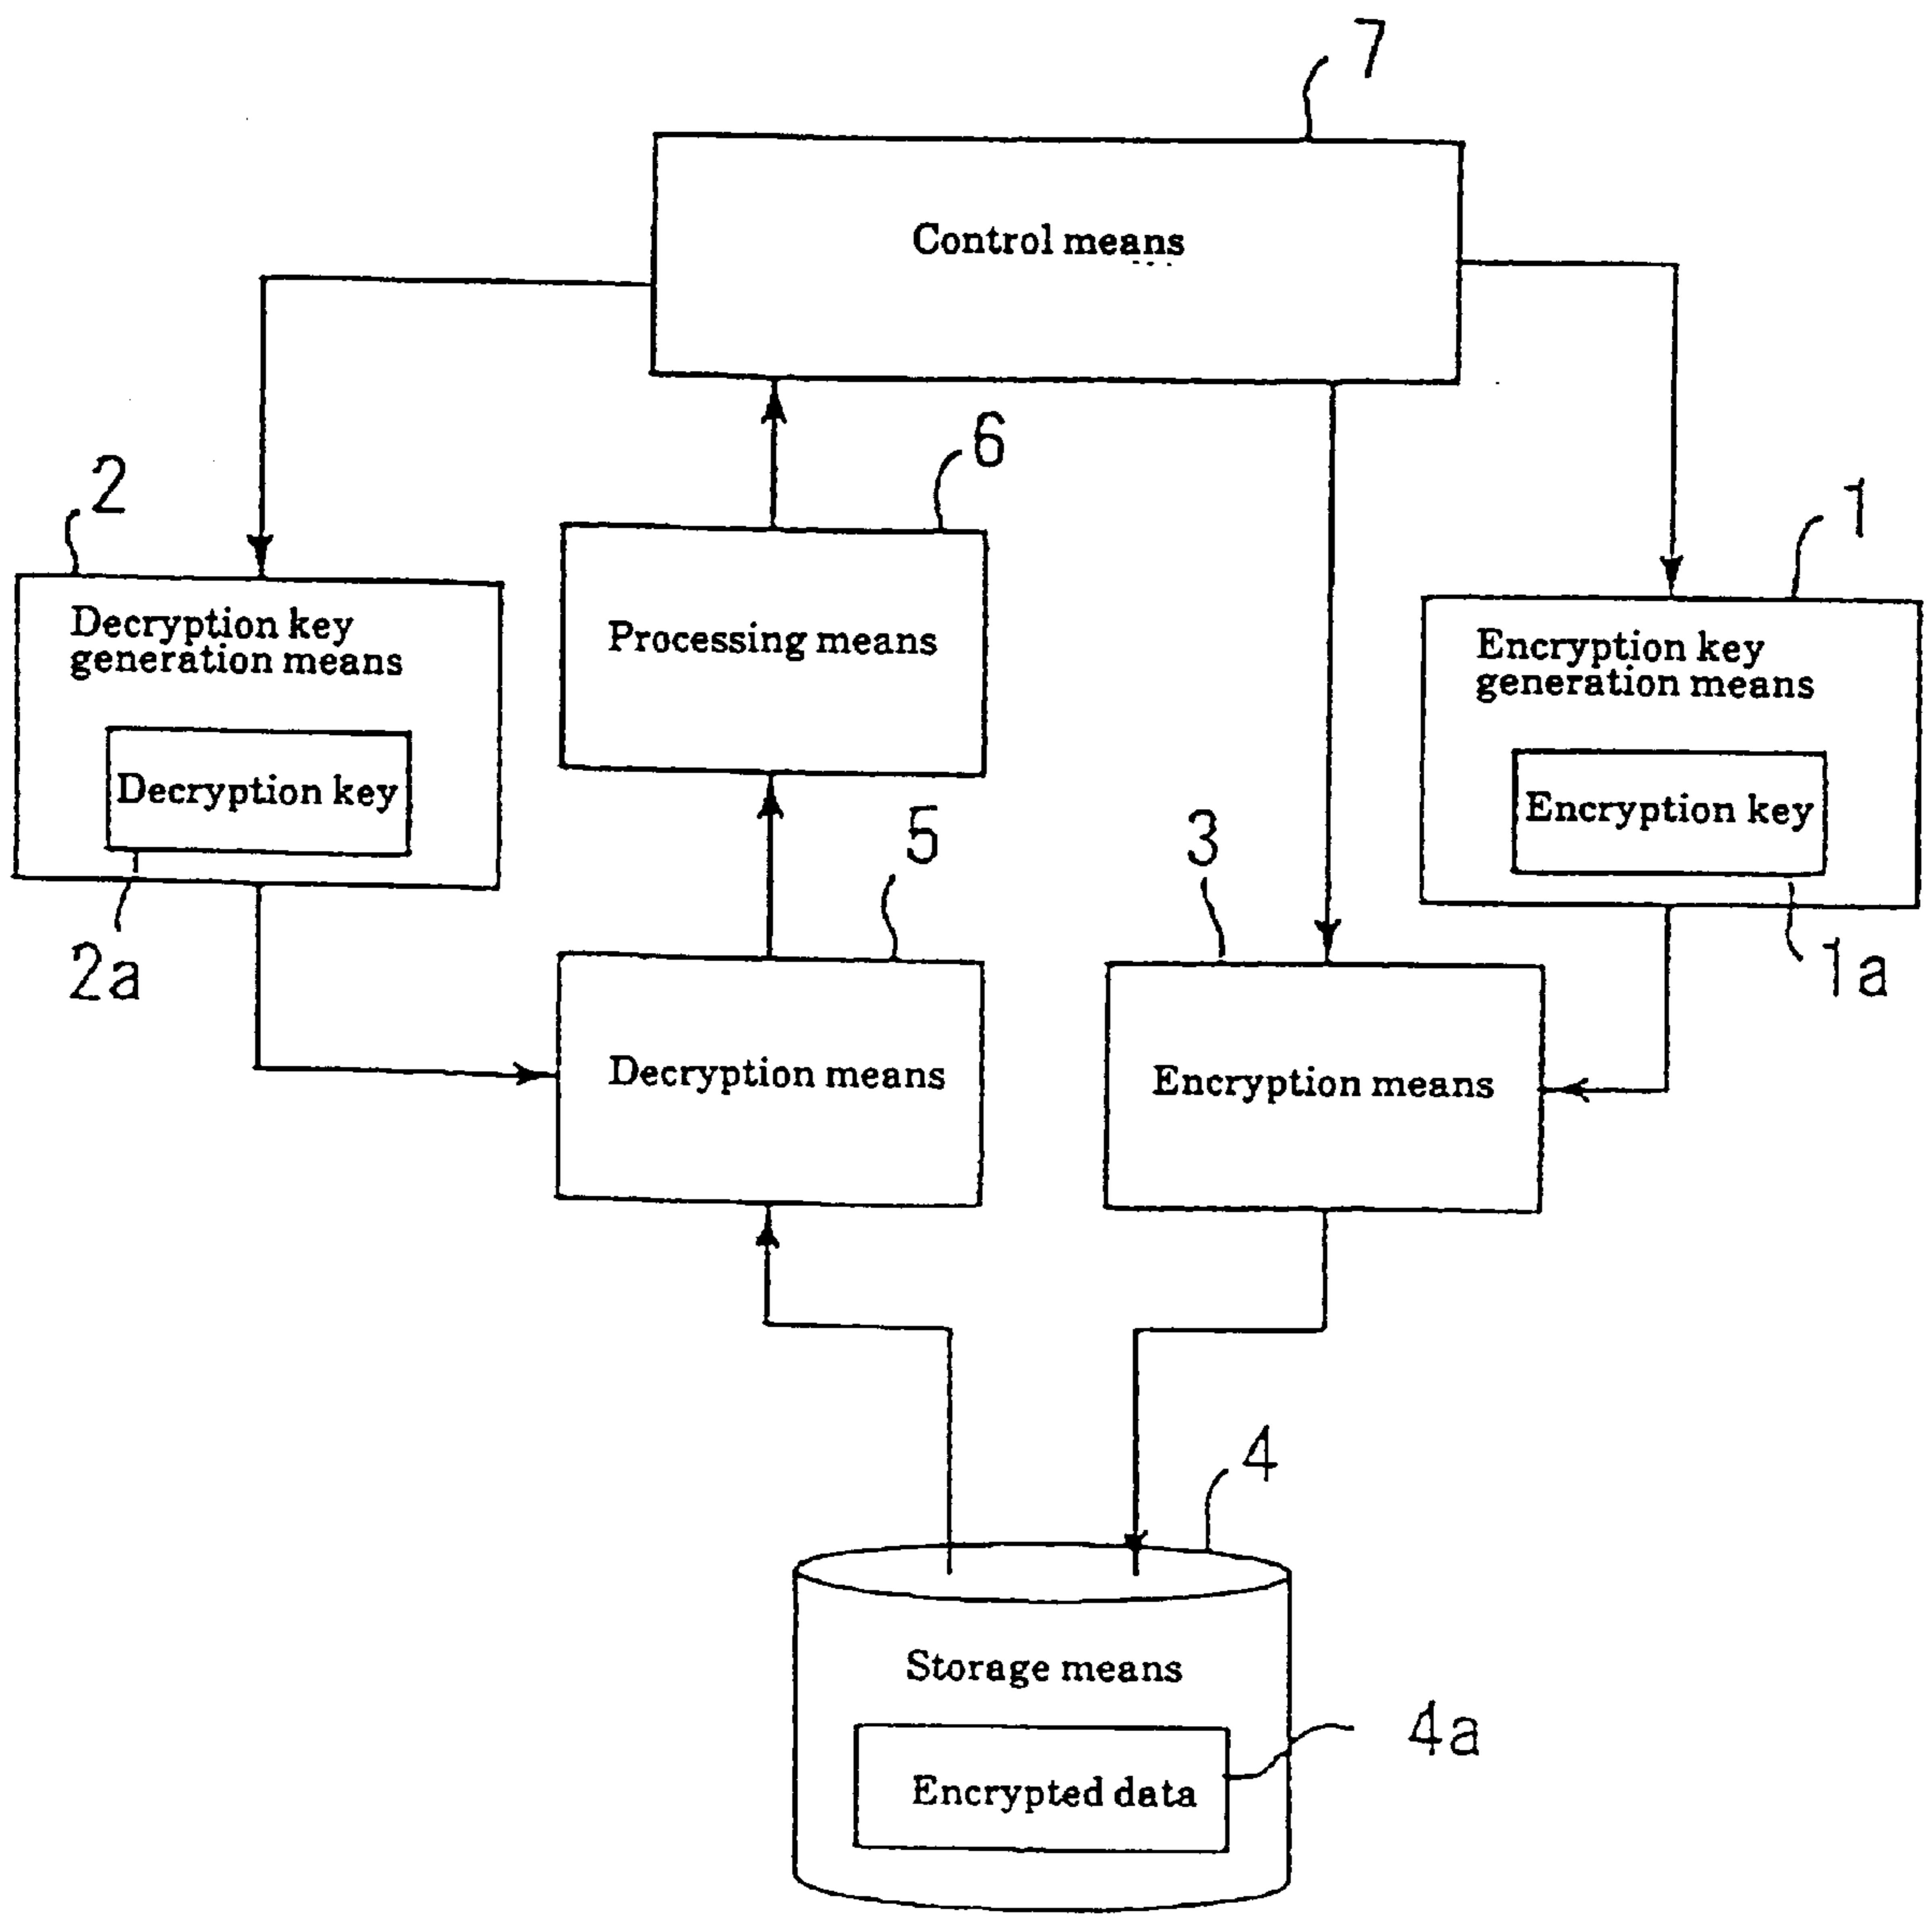 7
Control means
6
2
1
Decryption key
generation means
Processing means
Encryption key
generation means
Decryption key
Encryption key
5
3
2a
1a
Decryption means
Encryption means
4
Storage means
4a
Encrypted data